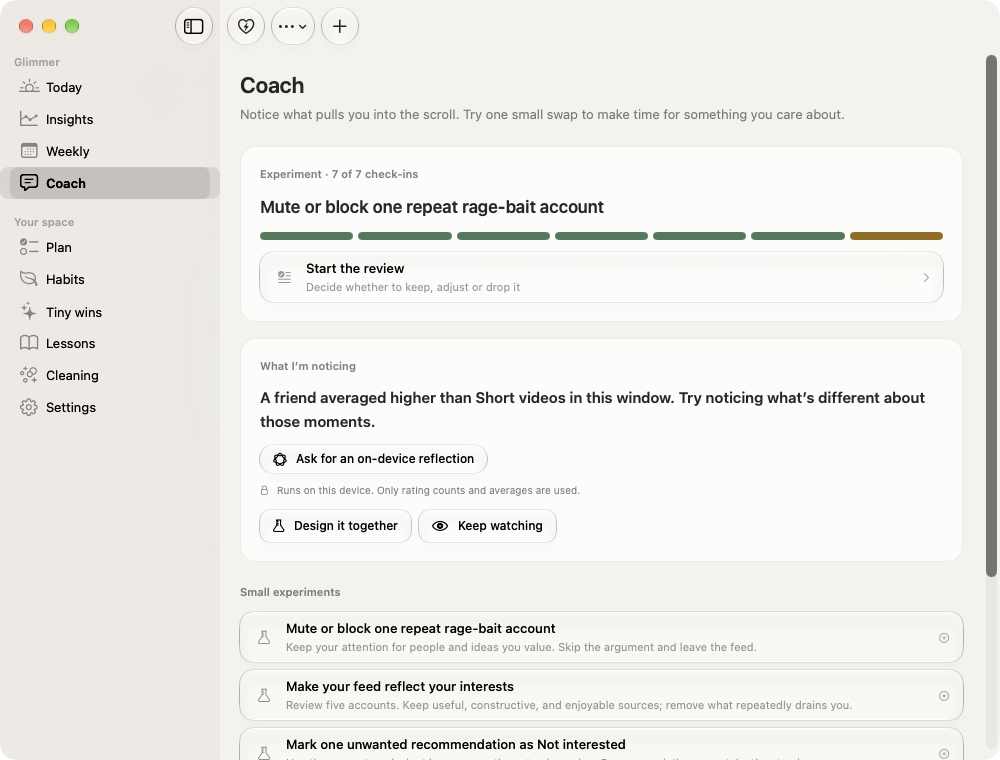 Glimmer
Today
Insights
Weekly
Coach
Your space
Plan
Habits
Tiny wins
Lessons
Cleaning
Settings
Coach
Notice what pulls you into the scroll. Try one small swap to make time for something you care about.
Experiment · 7 of 7 check-ins
Mute or block one repeat rage-bait account
Start the review
Decide whether to keep, adjust or drop it
What I’m noticing
A friend averaged higher than Short videos in this window. Try noticing what’s different about
those moments.
Ask for an on-device reflection
Runs on this device. Only rating counts and averages are used.
Design it together
Keep watching
Small experiments
Mute or block one repeat rage-bait account
Keep your attention for people and ideas you value. Skip the argument and leave the feed.
Make your feed reflect your interests
Review five accounts. Keep useful, constructive, and enjoyable sources; remove what repeatedly drains you.
Mark one unwanted recommendation as Not interested